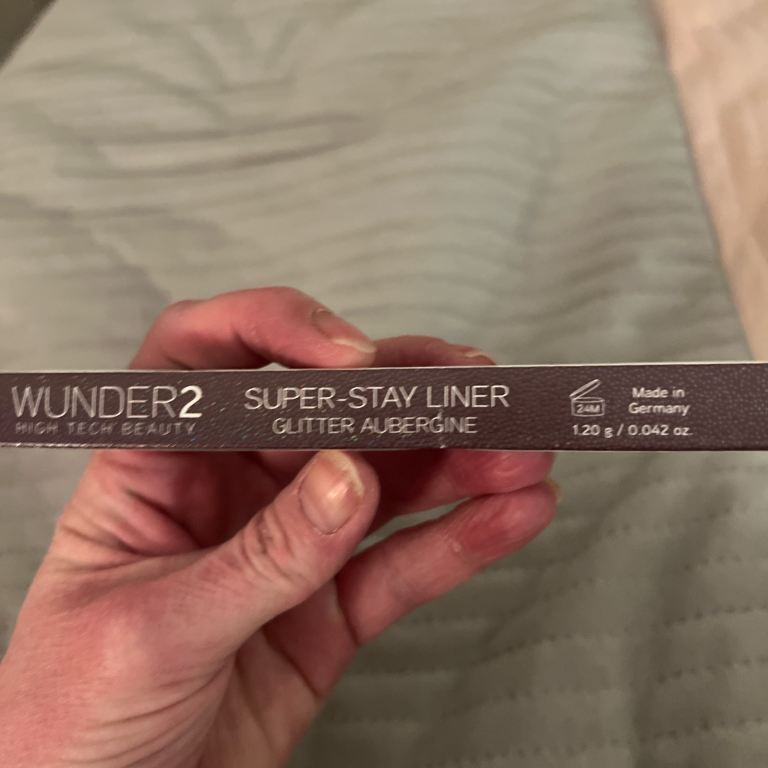 WUNDER2
HIGH TECH BEAUTY
SUPER-STAY LINER
GLITTER AUBERGINE
24M
Made in
Germany
1.20 g / 0.042 oz.